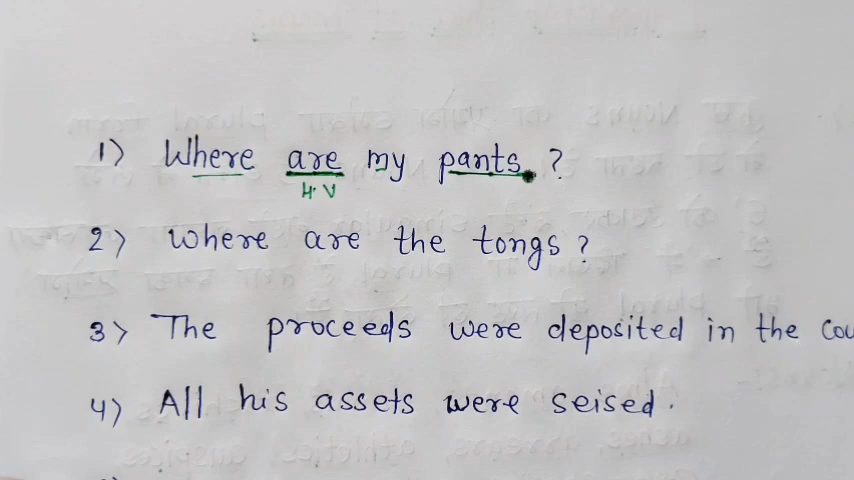 1) Where are my pants. ?
H.V
2) Where are the tongs ?
3) The proceeds were deposited in the
4) All his assets were seised.